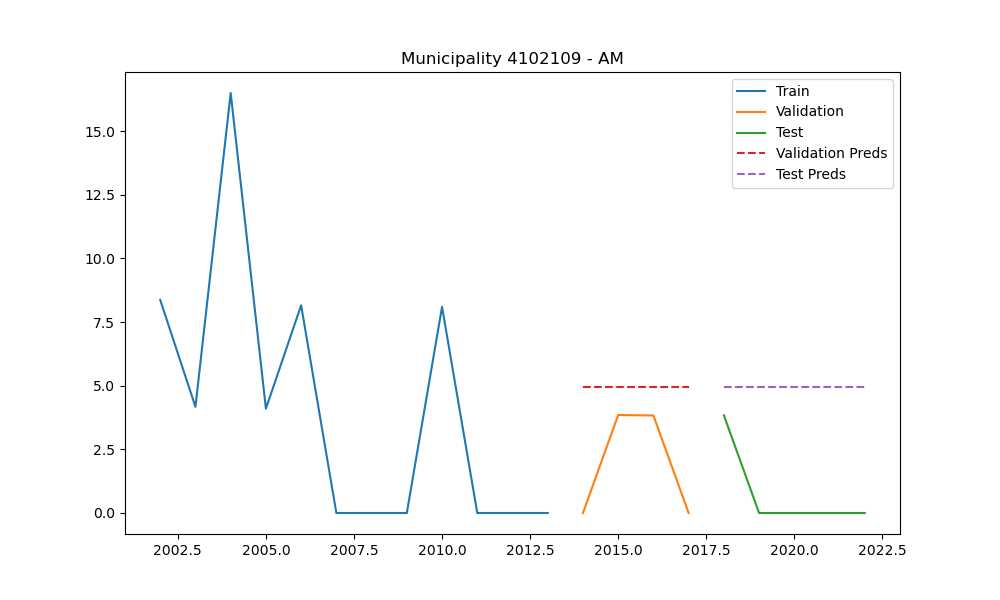 Municipality 4102109 - AM
Train
Validation
Test
Validation Preds
Test Preds
15.0
12.5
10.0
7.5
5.0
2.5
0.0
2002.5 2005.0 2007.5 2010.0 2012.5 2015.0 2017.5 2020.0 2022.5